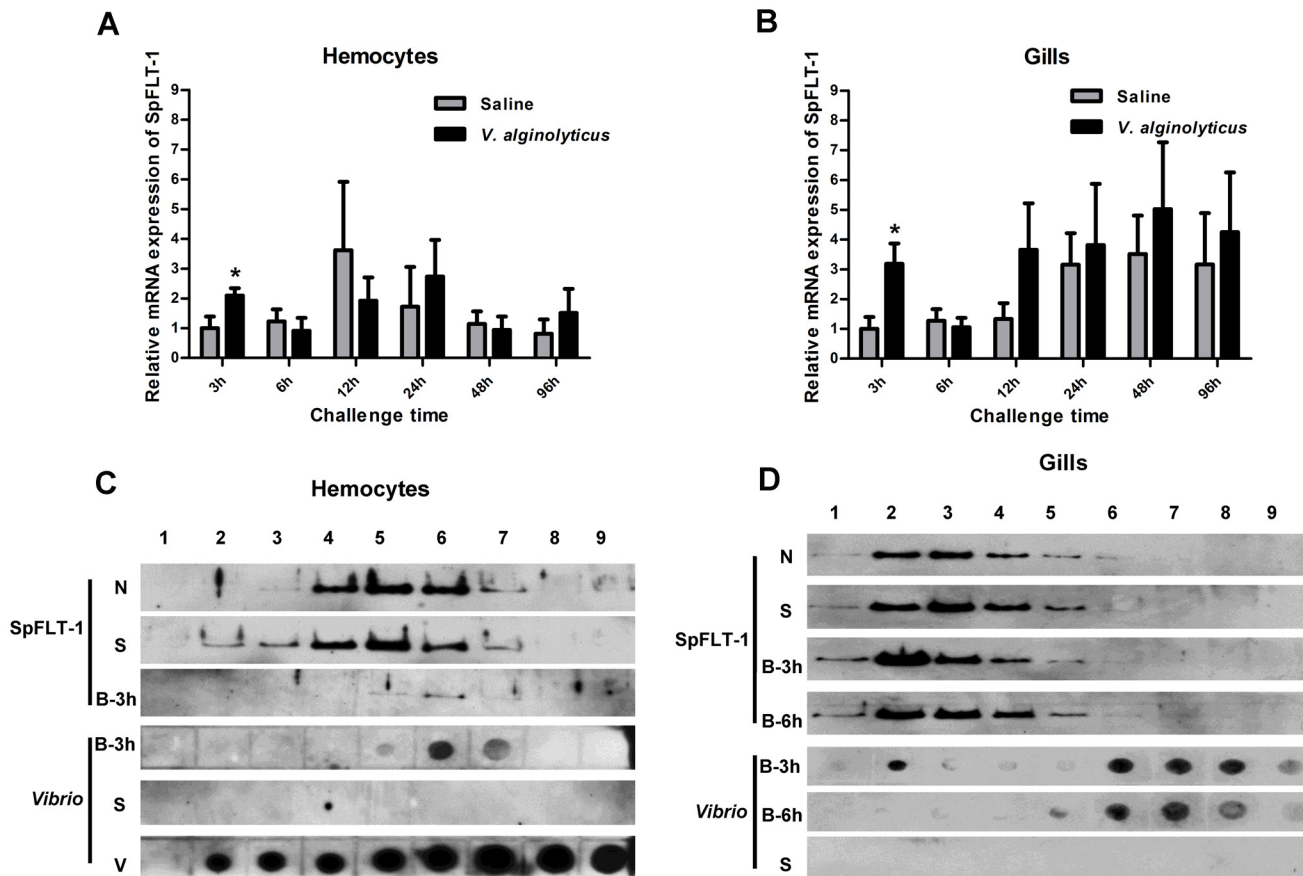 A
Hemocytes
Relative mRNA expression of SpFLT-1
9
8
7
6
5
4
3
2
1
0
Saline
V. alginolyticus
*
3h
6h
12h
24h
48h
96h
Challenge time
B
Gills
Relative mRNA expression of SpFLT-1
9
8
7
6
5
4
3
2
1
0
Saline
V. alginolyticus
*
3h
6h
12h
24h
48h
96h
Challenge time
C
Hemocytes
1 2 3 4 5 6 7 8 9
SpFLT-1
N
S
B-3h
Vibrio
B-3h
S
V
D
Gills
1 2 3 4 5 6 7 8 9
SpFLT-1
N
S
B-3h
B-6h
Vibrio
B-3h
B-6h
S